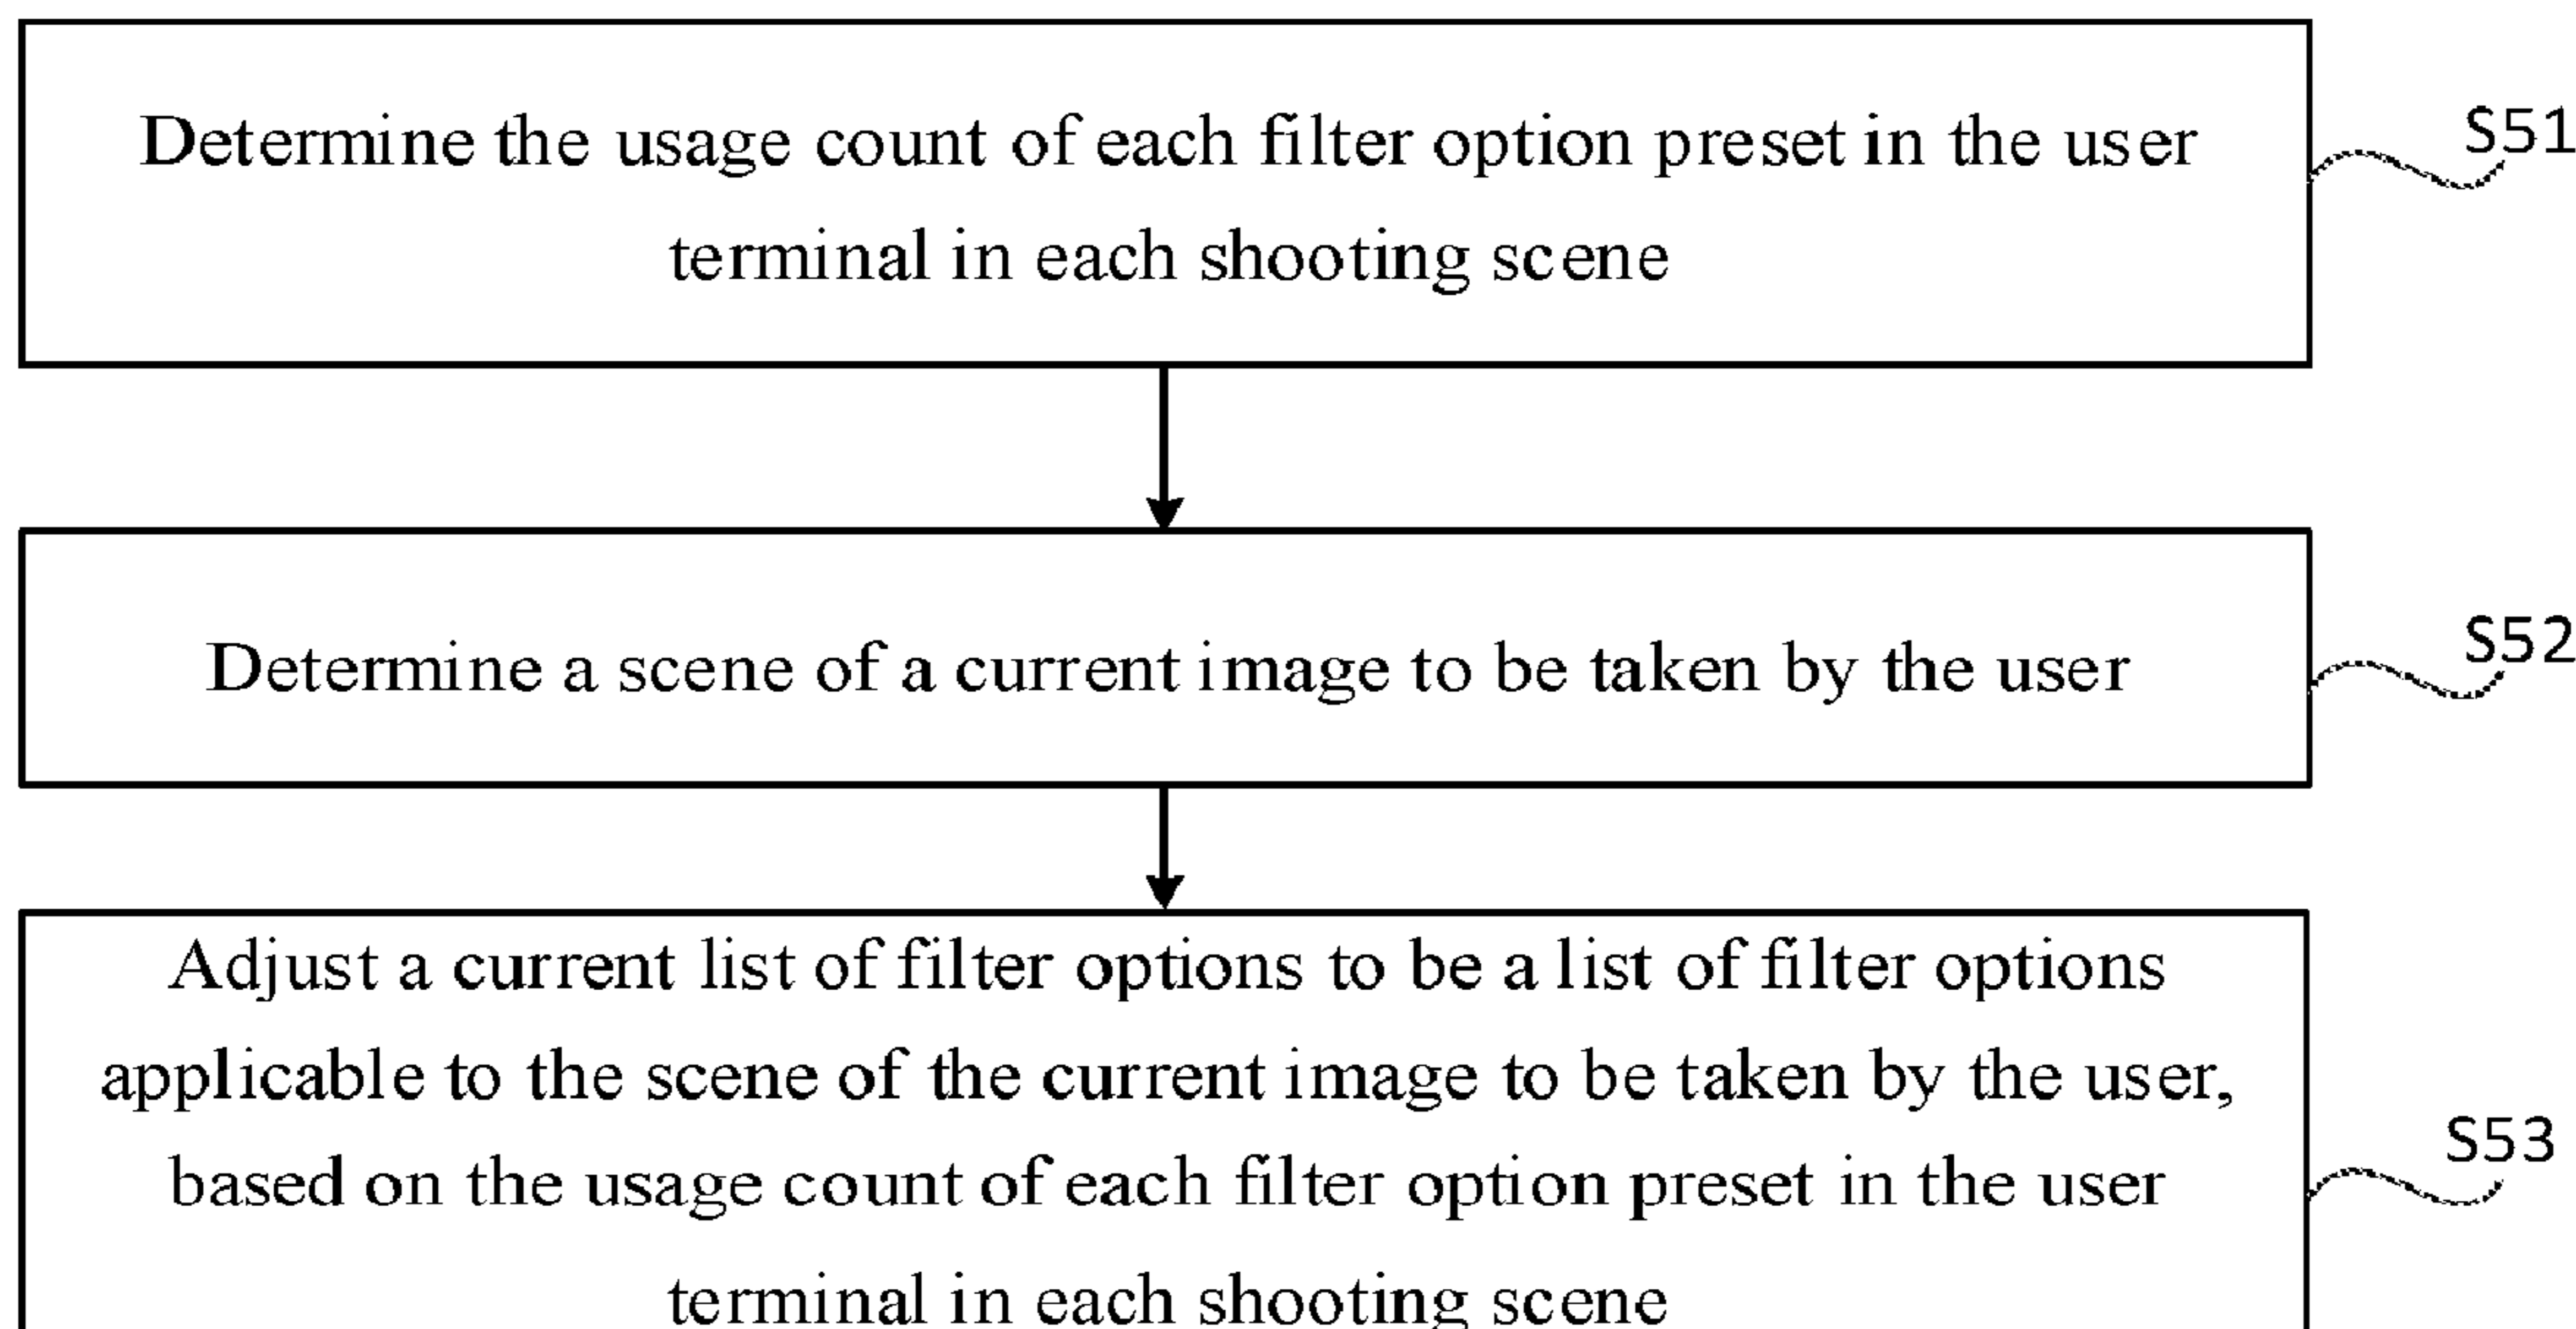 Determine the usage count of each filter option preset in the user
terminal in each shooting scene
S51
Determine a scene of a current image to be taken by the user
S52
Adjust a current list of filter options to be a list of filter options
applicable to the scene of the current image to be taken by the user,
based on the usage count of each filter option preset in the user
terminal in each shooting scene
S53